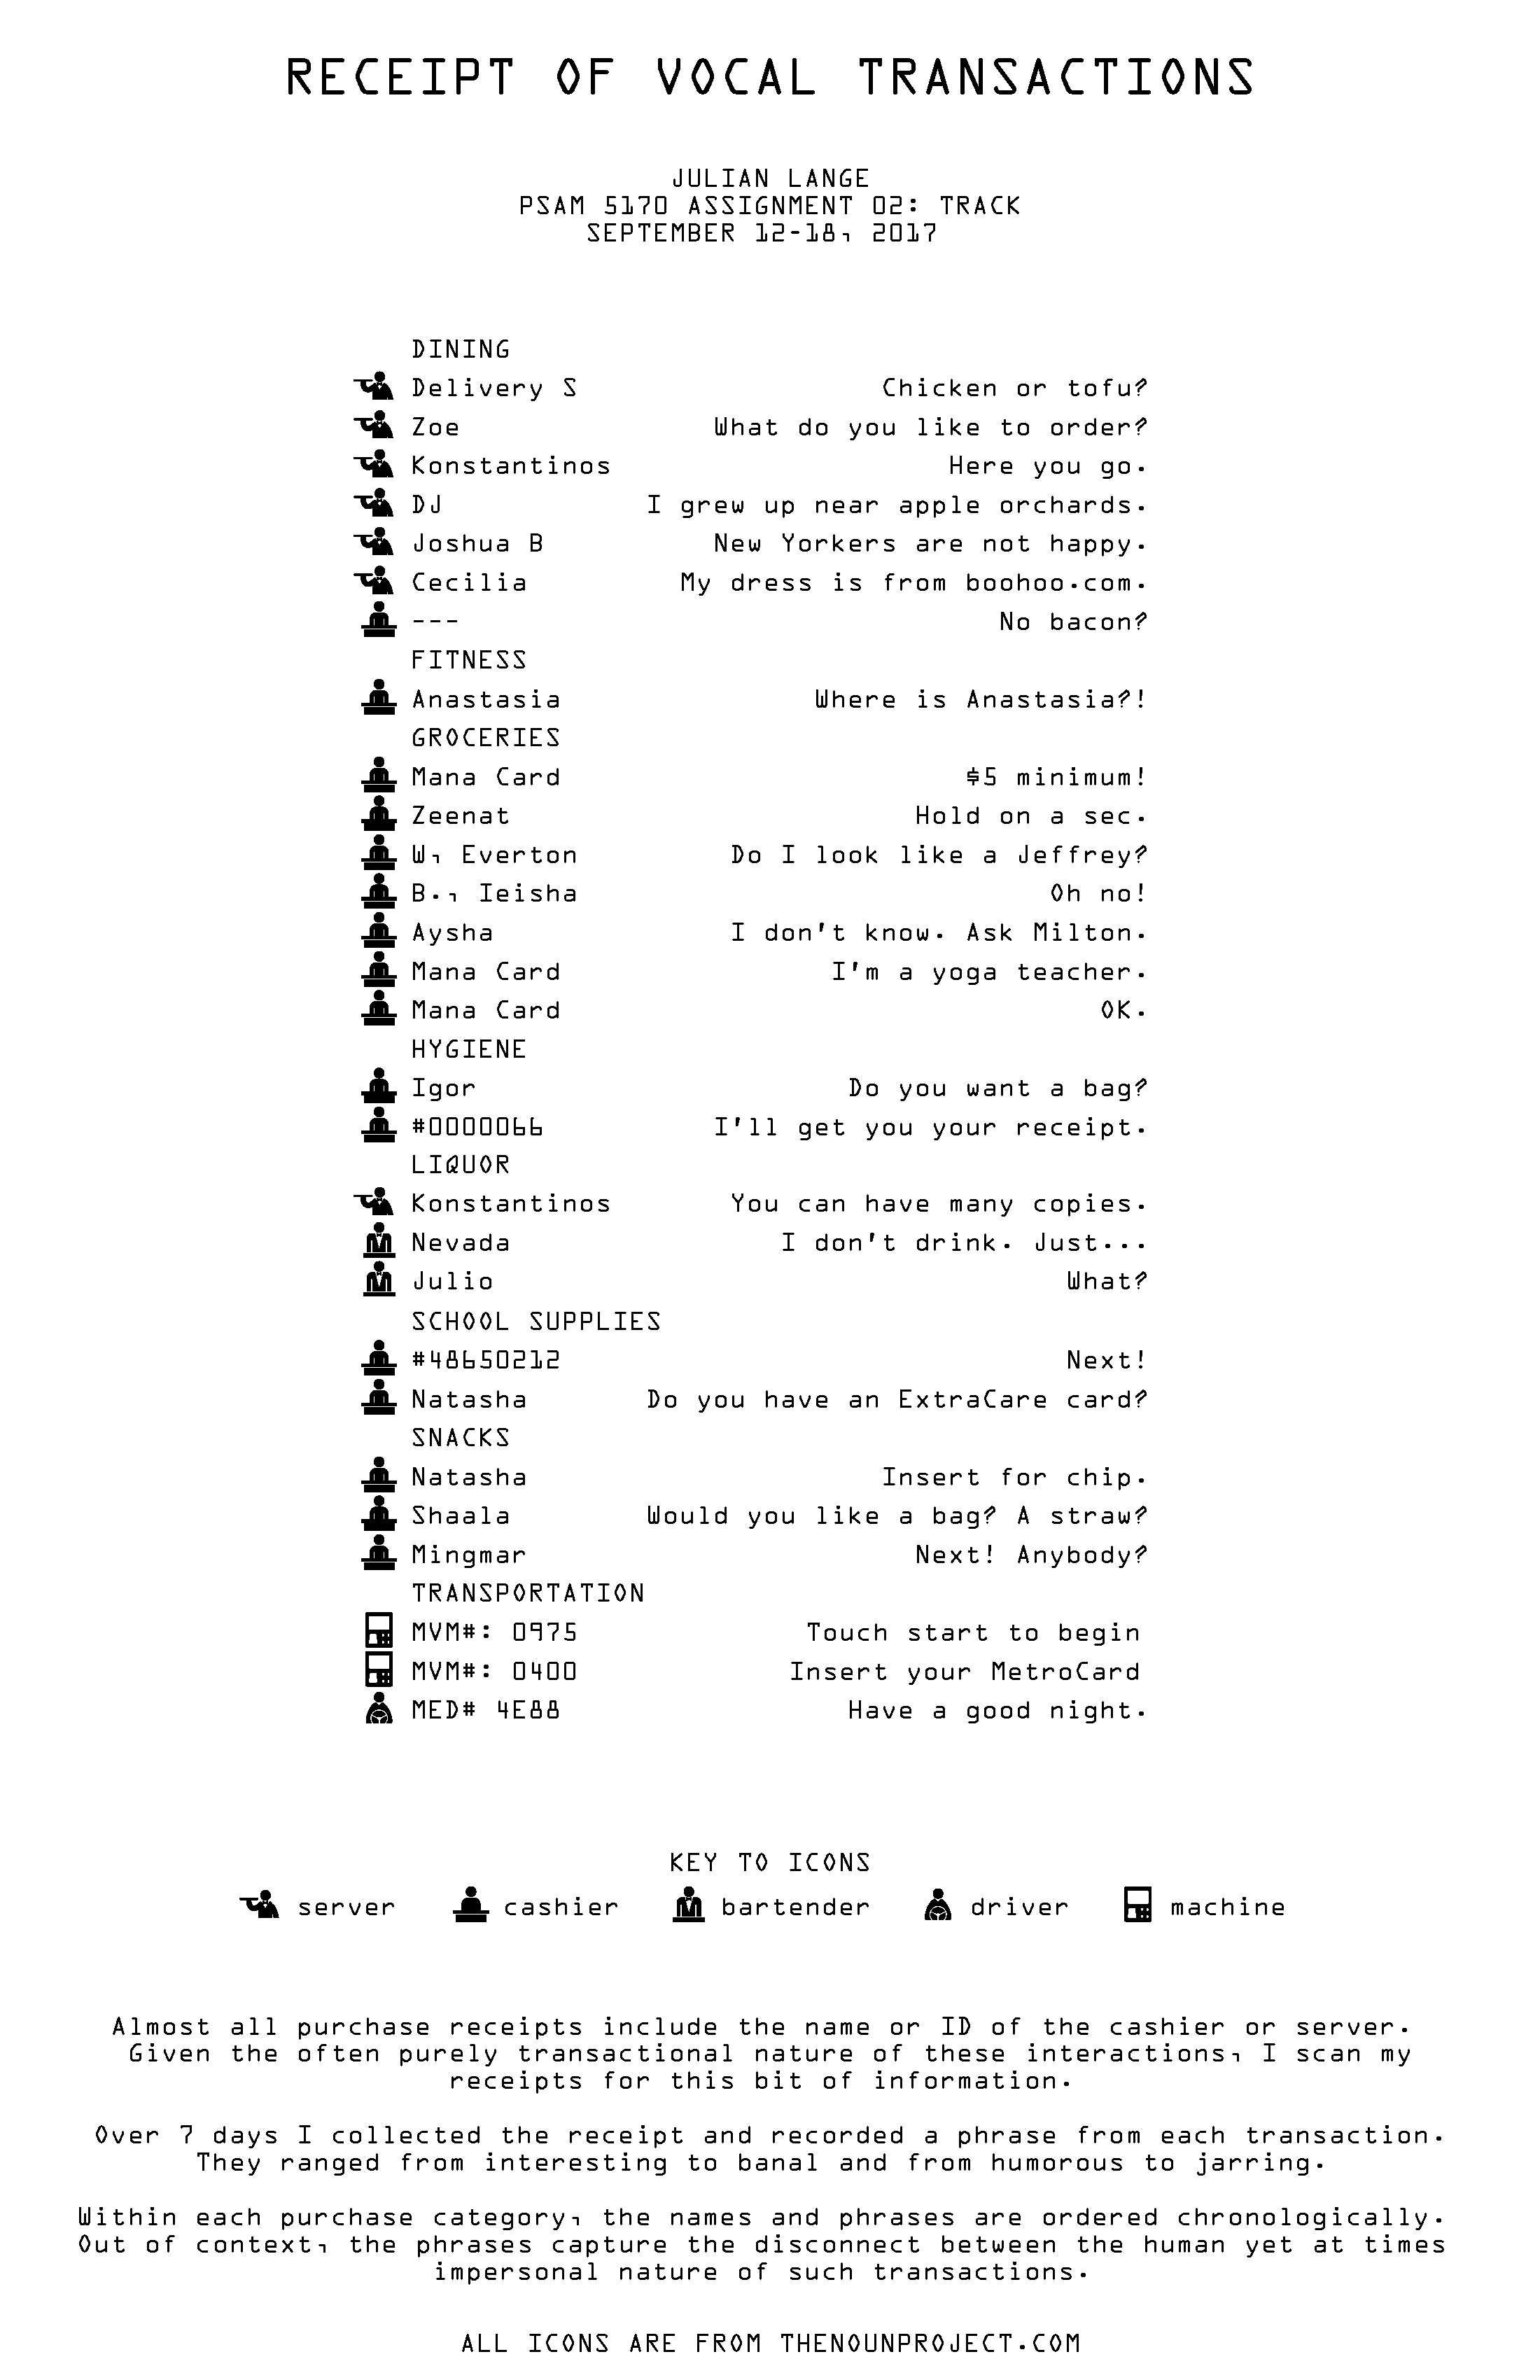 RECEIPT OF VOCAL TRANSACTIONS
JULIAN LANGE
PSAM 5170 ASSIGNMENT 02: TRACK
SEPTEMBER 12-18, 2017
DINING
Delivery S Chicken or tofu?
Zoe What do you like to order?
Konstantinos Here you go.
DJ I grew up near apple orchards.
Joshua B New Yorkers are not happy.
Cecilia My dress is from boohoo.com.
--- No bacon?
FITNESS
Anastasia Where is Anastasia?!
GROCERIES
Mana Card $5 minimum!
Zeenat Hold on a sec.
W, Everton Do I look like a Jeffrey?
B., Ieisha Oh no!
Aysha I don't know. Ask Milton.
Mana Card I'm a yoga teacher.
Mana Card OK.
HYGIENE
Igor Do you want a bag?
#0000066 I'll get you your receipt.
LIQUOR
Konstantinos You can have many copies.
Nevada I don't drink. Just...
Julio What?
SCHOOL SUPPLIES
#48650212 Next!
Natasha Do you have an ExtraCare card?
SNACKS
Natasha Insert for chip.
Shaala Would you like a bag? A straw?
Mingmar Next! Anybody?
TRANSPORTATION
MVM#: 0975 Touch start to begin
MVM#: 0400 Insert your MetroCard
MED# 4E88 Have a good night.
KEY TO ICONS
server cashier bartender driver machine
Almost all purchase receipts include the name or ID of the cashier or server.
Given the often purely transactional nature of these interactions, I scan my
receipts for this bit of information.
Over 7 days I collected the receipt and recorded a phrase from each transaction.
They ranged from interesting to banal and from humorous to jarring.
Within each purchase category, the names and phrases are ordered chronologically.
Out of context, the phrases capture the disconnect between the human yet at times
impersonal nature of such transactions.
ALL ICONS ARE FROM THENOUNPROJECT.COM